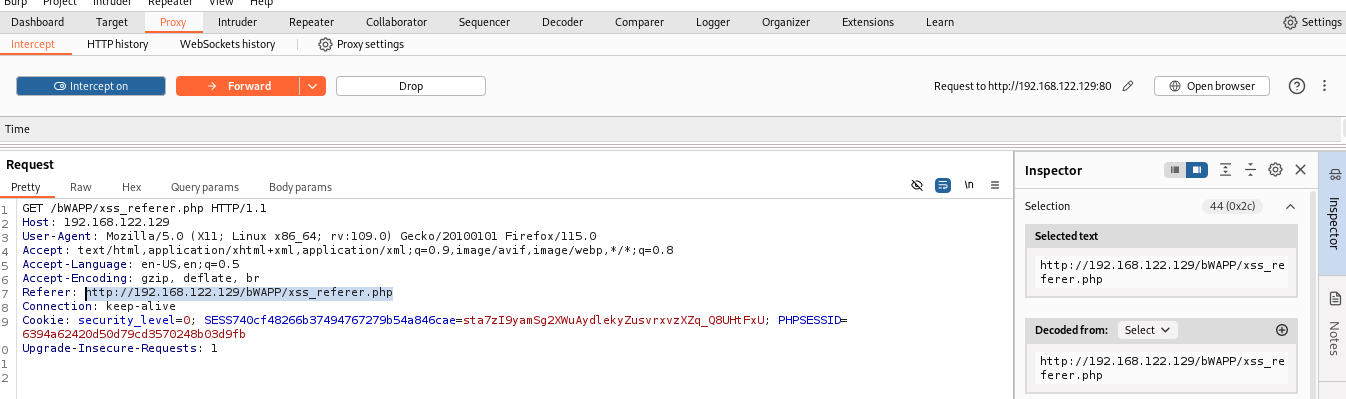 Burp Project Intruder Repeater View Help
Dashboard Target Proxy Intruder Repeater Collaborator Sequencer Decoder Comparer Logger Organizer Extensions Learn Settings
Intercept HTTP history WebSockets history Proxy settings
Intercept on Forward Drop Request to http://192.168.122.129:80 Open browser
Time
Request
Pretty Raw Hex Query params Body params \n
1 GET /bWAPP/xss_referer.php HTTP/1.1
2 Host: 192.168.122.129
3 User-Agent: Mozilla/5.0 (X11; Linux x86_64; rv:109.0) Gecko/20100101 Firefox/115.0
4 Accept: text/html,application/xhtml+xml,application/xml;q=0.9,image/avif,image/webp,*/*;q=0.8
5 Accept-Language: en-US,en;q=0.5
6 Accept-Encoding: gzip, deflate, br
7 Referer: http://192.168.122.129/bWAPP/xss_referer.php
8 Connection: keep-alive
9 Cookie: security_level=0; SESS740cf48266b37494767279b54a846cae=sta7zI9yamSg2XWuAydlekyZusvrxvzXZq_Q8UHtFxU; PHPSESSID=
6394a62420d50d79cd3570248b03d9fb
0 Upgrade-Insecure-Requests: 1
1
2
Inspector
Selection 44 (0x2c)
Selected text
http://192.168.122.129/bWAPP/xss_re
ferer.php
Decoded from: Select
http://192.168.122.129/bWAPP/xss_re
ferer.php
Inspector
Notes